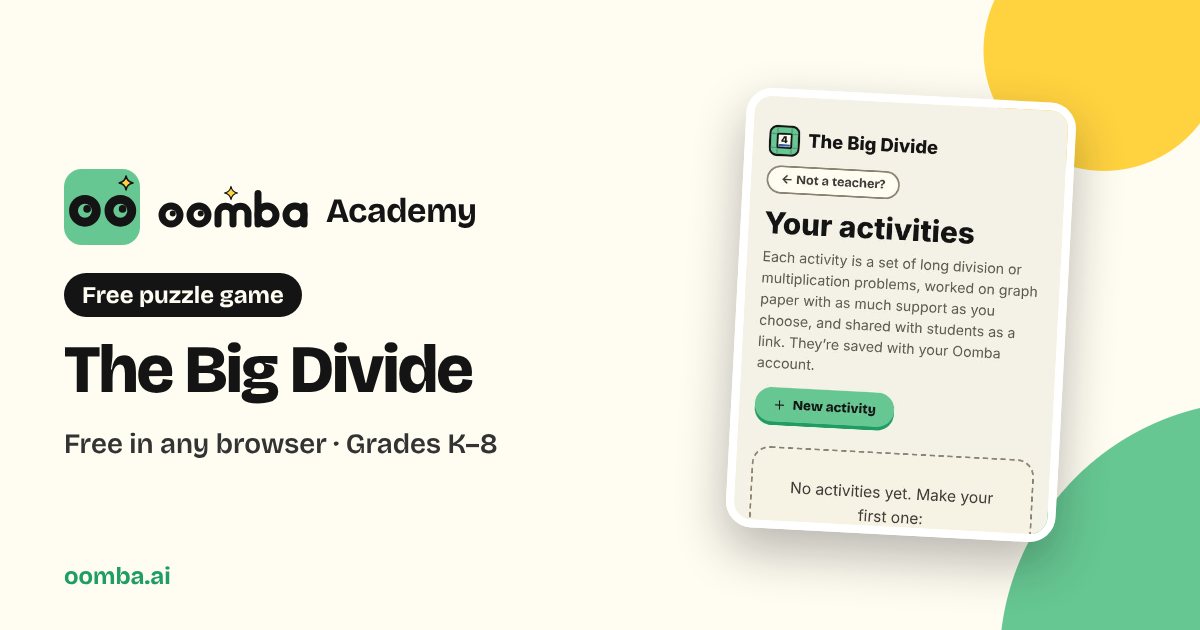 oomba Academy
Free puzzle game
The Big Divide
Free in any browser · Grades K–8
oomba.ai
4
The Big Divide
← Not a teacher?
Your activities
Each activity is a set of long division or
multiplication problems, worked on graph
paper with as much support as you
choose, and shared with students as a
link. They’re saved with your Oomba
account.
+ New activity
No activities yet. Make your
first one: